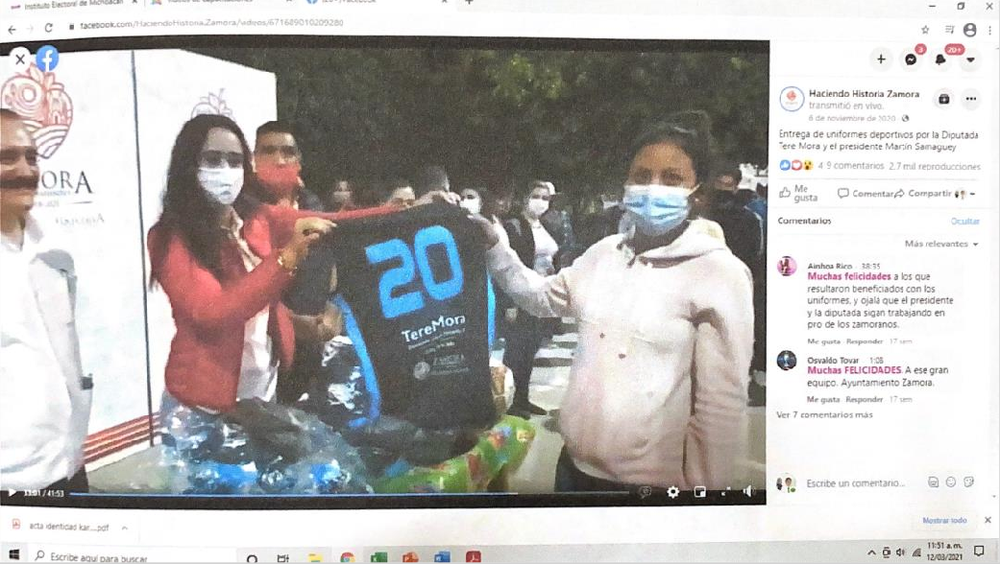 Instituto Electoral de Michoacán
facebook.com/HaciendoHistoria.Zamora/videos/671689010209280
3
20+
ORA
20
TereMora
ZAMORA
33:01 / 41:53
Haciendo Historia Zamora
transmitió en vivo.
6 de noviembre de 2020
Entrega de uniformes deportivos por la Diputada
Tere Mora y el presidente Martín Samaguey
4 9 comentarios 2.7 mil reproducciones
Me gusta
Comentar
Compartir
Comentarios
Ocultar
Más relevantes
Ainhoa Rico 38:35
Muchas felicidades a los que
resultaron beneficiados con los
uniformes, y ojalá que el presidente
y la diputada sigan trabajando en
pro de los zamoranos.
Me gusta Responder 17 sem
Osvaldo Tovar 1:08
Muchas FELICIDADES. A ese gran
equipo. Ayuntamiento Zamora.
Me gusta Responder 17 sem
Ver 7 comentarios más
Escribe un comentario...
acta identidad kar....pdf
Mostrar todo
Escribe aquí para buscar
11:51 a. m.
12/03/2021